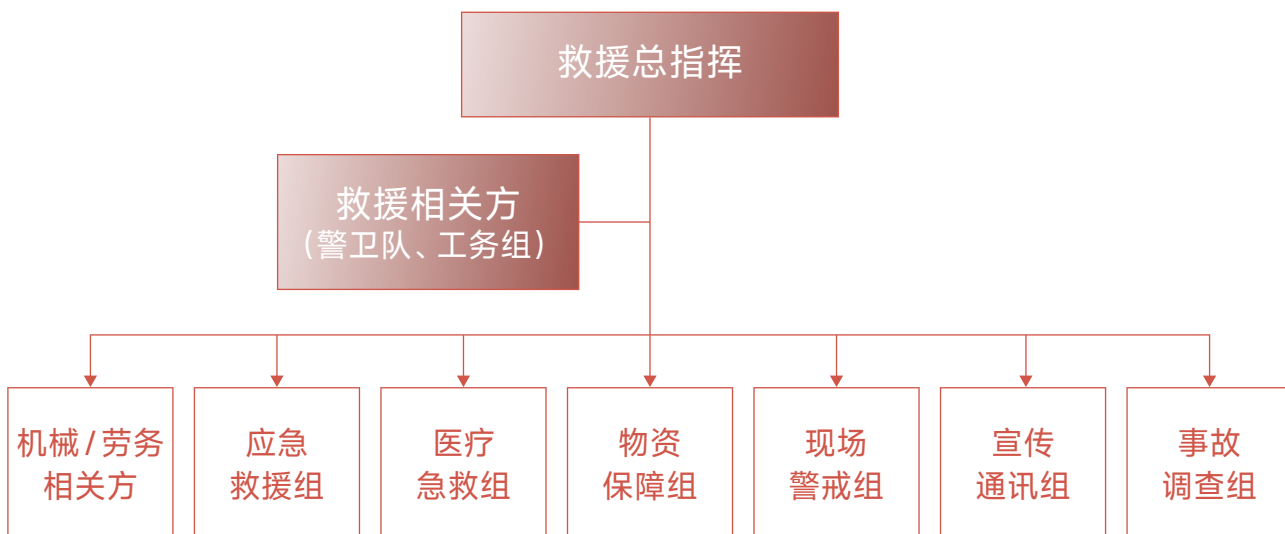 救援总指挥
救援相关方
（警卫队、工务组）
机械/劳务
相关方
应急
救援组
医疗
急救组
物资
保障组
现场
警戒组
宣传
通讯组
事故
调查组